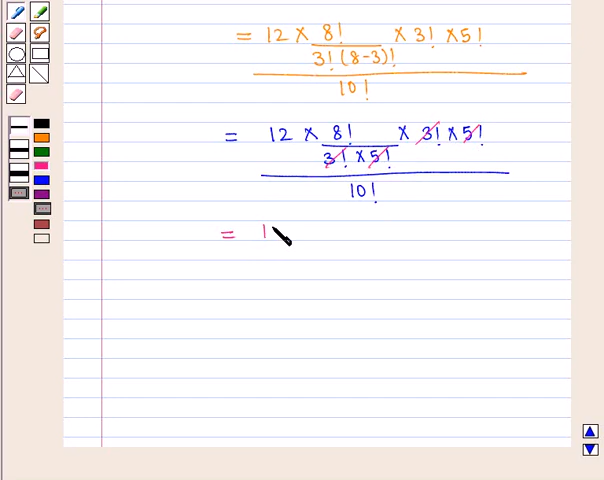 = 12 × 8! × 3! × 5!
3! (8-3)!
10!
= 12 × 8! × 3! × 5!
3! × 5!
10!
= 1